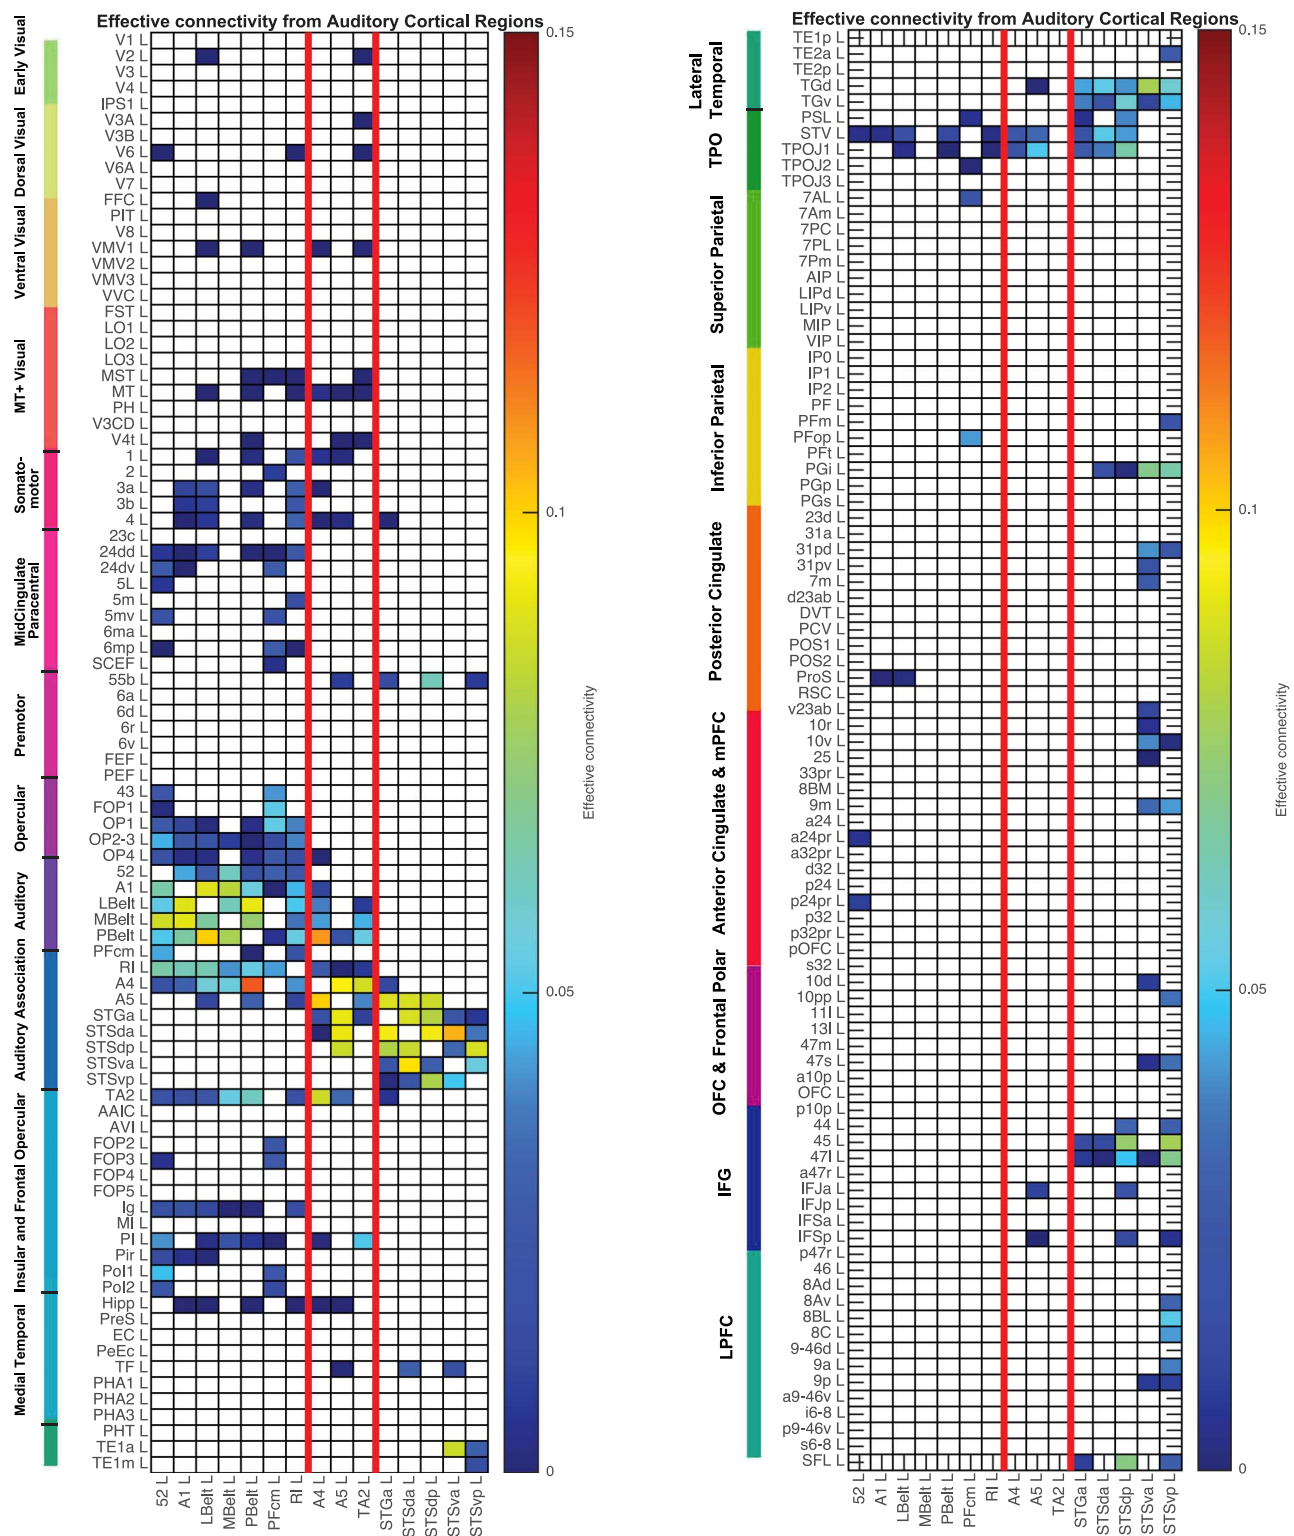 Effective connectivity from Auditory Cortical Regions
Early Visual
Dorsal Visual
Ventral Visual
MT+ Visual
Somato-
motor
MidCingulate
Paracentral
Premotor
Opercular
Auditory
Auditory Association
Insular and Frontal Opercular
Medial Temporal
V1 L
V2 L
V3 L
V4 L
IPS1 L
V3A L
V3B L
V6 L
V6A L
V7 L
FFC L
PIT L
V8 L
VMV1 L
VMV2 L
VMV3 L
VVC L
FST L
LO1 L
LO2 L
LO3 L
MST L
MT L
PH L
V3CD L
V4t L
1 L
2 L
3a L
3b L
4 L
23c L
24dd L
24dv L
5L L
5m L
5mv L
6ma L
6mp L
SCEF L
55b L
6a L
6d L
6r L
6v L
FEF L
PEF L
43 L
FOP1 L
OP1 L
OP2-3 L
OP4 L
52 L
A1 L
LBelt L
MBelt L
PBelt L
PFcm L
RI L
A4 L
A5 L
STGa L
STSda L
STSdp L
STSva L
STSvp L
TA2 L
AAIC L
AVI L
FOP2 L
FOP3 L
FOP4 L
FOP5 L
Ig L
MI L
PI L
Pir L
PoI1 L
PoI2 L
Hipp L
PreS L
EC L
PeEc L
TF L
PHA1 L
PHA2 L
PHA3 L
PHT L
TE1a L
TE1m L
52 L
A1 L
LBelt L
MBelt L
PBelt L
PFcm L
RI L
A4 L
A5 L
TA2 L
STGa L
STSda L
STSdp L
STSva L
STSvp L
0.15
0.1
0.05
0
Effective connectivity
Effective connectivity from Auditory Cortical Regions
Lateral
Temporal
TPO
Superior Parietal
Inferior Parietal
Posterior Cingulate
Anterior Cingulate & mPFC
OFC & Frontal Polar
IFG
LPFC
TE1p L
TE2a L
TE2p L
TGd L
TGv L
PSL L
STV L
TPOJ1 L
TPOJ2 L
TPOJ3 L
7AL L
7Am L
7PC L
7PL L
7Pm L
AIP L
LIPd L
LIPv L
MIP L
VIP L
IP0 L
IP1 L
IP2 L
PF L
PFm L
PFop L
PFt L
PGi L
PGp L
PGs L
23d L
31a L
31pd L
31pv L
7m L
d23ab L
DVT L
PCV L
POS1 L
POS2 L
ProS L
RSC L
v23ab L
10r L
10v L
25 L
33pr L
8BM L
9m L
a24 L
a24pr L
a32pr L
d32 L
p24 L
p24pr L
p32 L
p32pr L
pOFC L
s32 L
10d L
10pp L
11l L
13l L
47m L
47s L
a10p L
OFC L
p10p L
44 L
45 L
47l L
a47r L
IFJa L
IFJp L
IFSa L
IFSp L
p47r L
46 L
8Ad L
8Av L
8BL L
8C L
9-46d L
9a L
9p L
a9-46v L
i6-8 L
p9-46v L
s6-8 L
SFL L
52 L
A1 L
LBelt L
MBelt L
PBelt L
PFcm L
RI L
A4 L
A5 L
TA2 L
STGa L
STSda L
STSdp L
STSva L
STSvp L
0.15
0.1
0.05
0
Effective connectivity